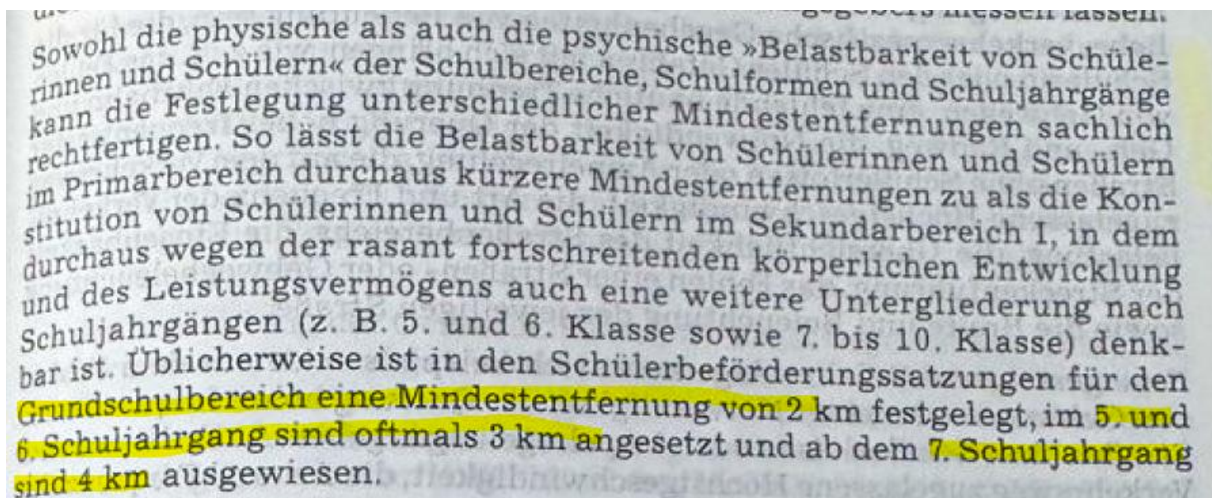 messen lassen.
Sowohl die physische als auch die psychische »Belastbarkeit von Schüle-
rinnen und Schülern« der Schulbereiche, Schulformen und Schuljahrgänge
kann die Festlegung unterschiedlicher Mindestentfernungen sachlich
rechtfertigen. So lässt die Belastbarkeit von Schülerinnen und Schülern
im Primarbereich durchaus kürzere Mindestentfernungen zu als die Kon-
stitution von Schülerinnen und Schülern im Sekundarbereich I, in dem
durchaus wegen der rasant fortschreitenden körperlichen Entwicklung
und des Leistungsvermögens auch eine weitere Untergliederung nach
Schuljahrgängen (z. B. 5. und 6. Klasse sowie 7. bis 10. Klasse) denk-
bar ist. Üblicherweise ist in den Schülerbeförderungssatzungen für den
Grundschulbereich eine Mindestentfernung von 2 km festgelegt, im 5. und
6. Schuljahrgang sind oftmals 3 km angesetzt und ab dem 7. Schuljahrgang
sind 4 km ausgewiesen.